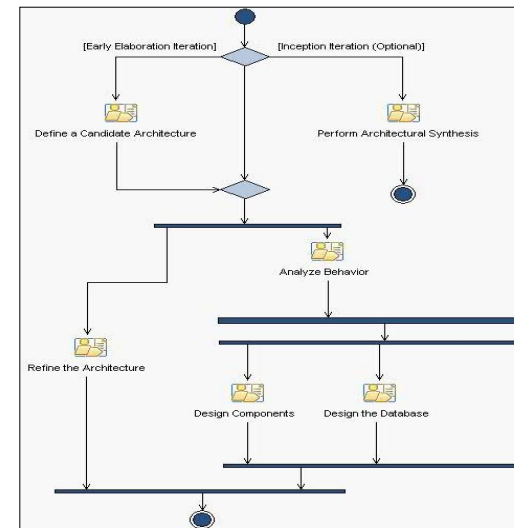 [Early Elaboration Iteration]
[Inception Iteration (Optional)]
Define a Candidate Architecture
Perform Architectural Synthesis
Analyze Behavior
Refine the Architecture
Design Components
Design the Database